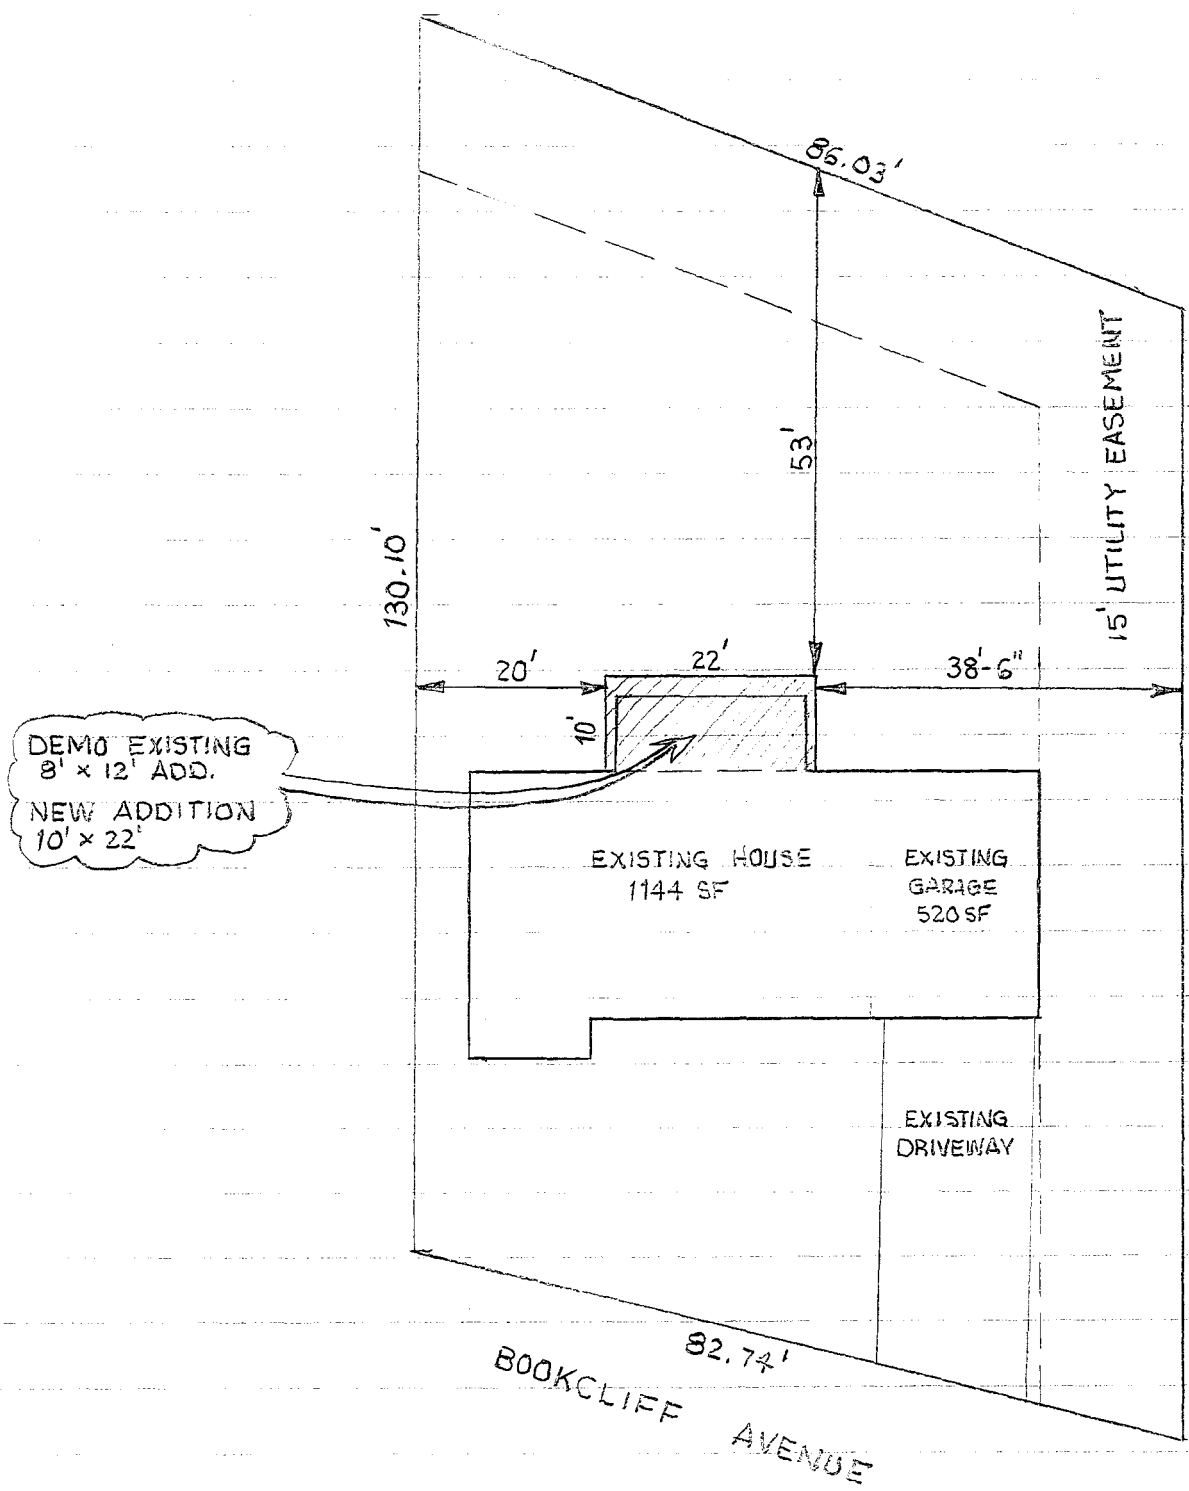 86.03'
15' UTILITY EASEMENT
53'
130.10'
20'
22'
38'-6"
10'
DEMO EXISTING
8' × 12' ADD.
NEW ADDITION
10' × 22'
EXISTING HOUSE
1144 SF
EXISTING
GARAGE
520 SF
EXISTING
DRIVEWAY
82.74'
BOOKCLIFF AVENUE